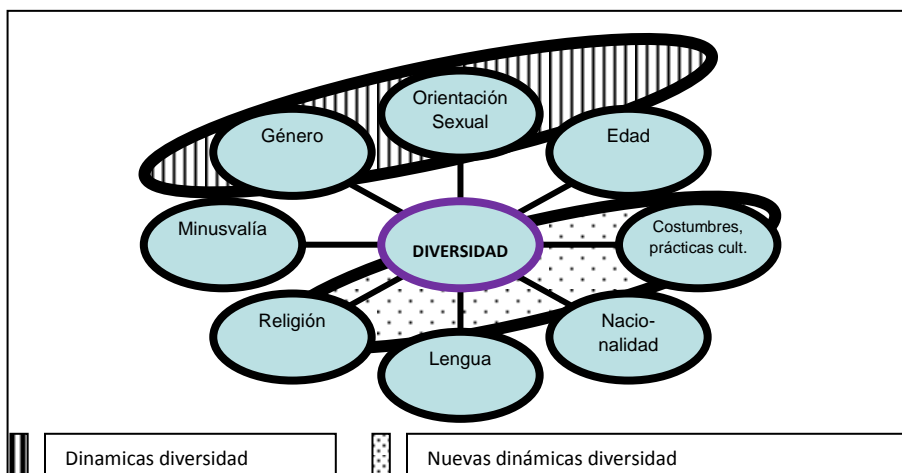 Orientación
Sexual
Género
Edad
Minusvalía
DIVERSIDAD
Costumbres,
prácticas cult.
Religión
Lengua
Nacio-
nalidad
Dinamicas diversidad
Nuevas dinámicas diversidad